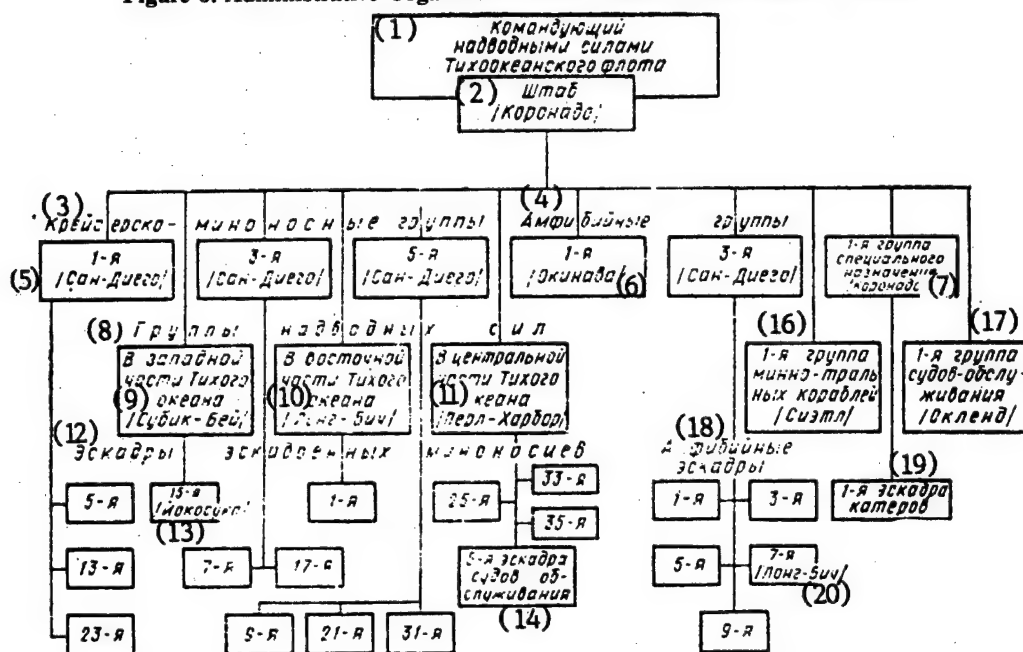 Figure
Administrative
(1) Командующий
надводными силами
Тихоокеанского флота
(2) Штаб
/Коронадо/
(3)
(4)
Крейсерско- миноносные группы
Амфибийные группы
(5) 1-я
/Сан-Диего/
3-я
/Сан-Диего/
5-я
/Сан-Диего/
1-я
/Окинава/ (6)
3-я
/Сан-Диего/
1-я группа
специального
назначения
/Коронадо/ (7)
(8) Группы надводных сил
(9) В западной
части Тихого
океана
/Субик-Бей/
(10) В восточной
части Тихого
океана
/Лонг-Бич/
(11) В центральной
части Тихого
океана
/Перл-Харбор/
(16)
1-я группа
минно-траль
ных кораблей
/Сиэтл/
(17)
1-я группа
судов-обслу-
живания
/Окленд/
(12)
Эскадры эскадренных миноносцев
5-я
13-я
23-я
15-я
/Йокосука/
(13)
7-я
17-я
1-я
9-я
21-я
31-я
25-я
33-я
35-я
5-я эскадра
судов об-
служивания
(14)
(18)
Амфибийные
эскадры
1-я
3-я
5-я
7-я
/Лонг-Бич/
(20)
9-я
(19)
1-я эскадра
катеров